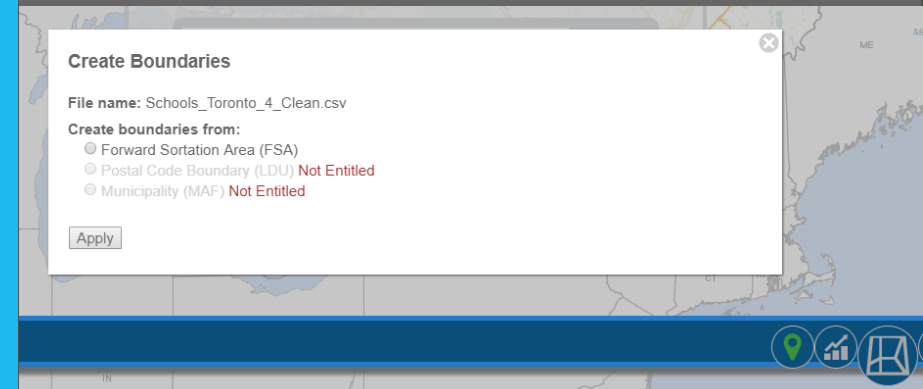 ME
Create Boundaries
File name: Schools_Toronto_4_Clean.csv
Create boundaries from:
Forward Sortation Area (FSA)
Postal Code Boundary (LDU) Not Entitled
Municipality (MAF) Not Entitled
Apply
IN